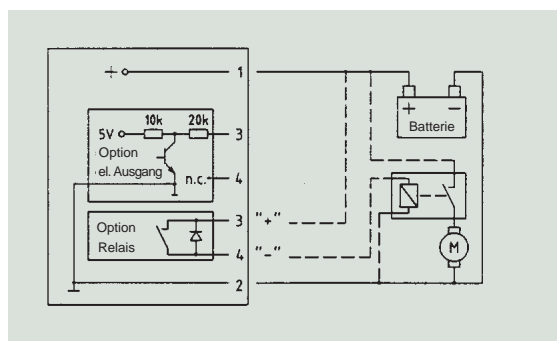 + 1
10k 20k
5V 3
Option
el. Ausgang
n.c. 4
Option
Relais
3 "+"
4 "-"
2
+ -
Batterie
M